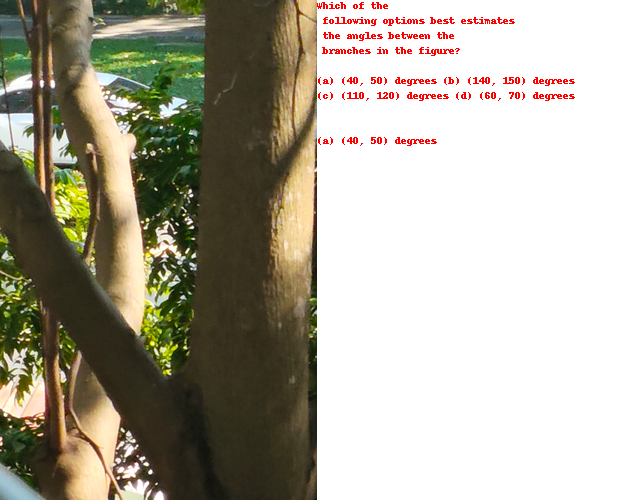 Which of the
following options best estimates
the angles between the
branches in the figure?
(a) (40, 50) degrees (b) (140, 150) degrees
(c) (110, 120) degrees (d) (60, 70) degrees
(a) (40, 50) degrees